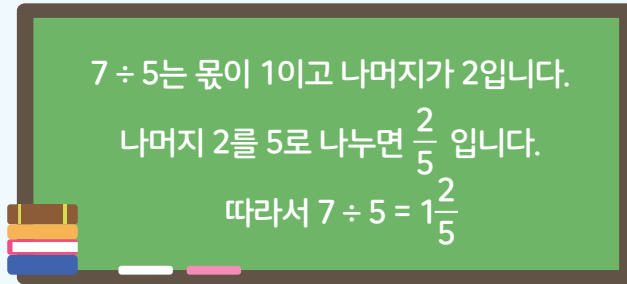 7 ÷ 5는 몫이 1이고 나머지가 2입니다.
나머지 2를 5로 나누면 2/5 입니다.
따라서 7 ÷ 5 = 1 2/5